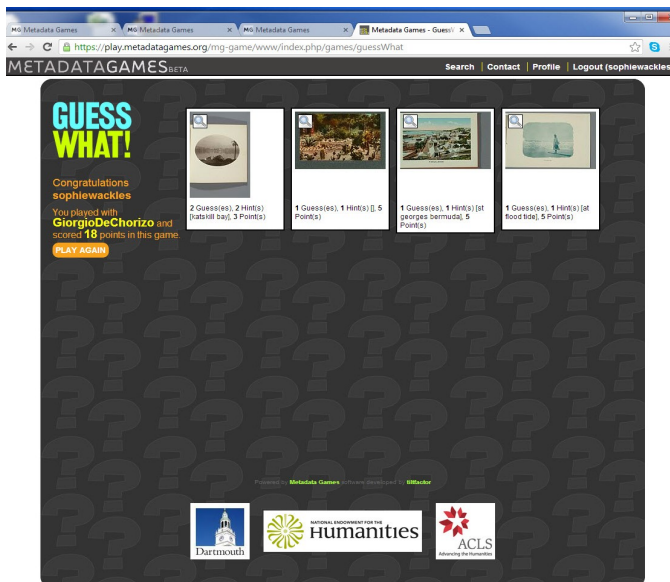 MG Metadata Games x MG Metadata Games x MG Metadata Games x Metadata Games - Guess x
https://play.metadatagames.org/mg-game/www/index.php/games/guessWhat
METADATAGAMES BETA
Search | Contact | Profile | Logout (sophiewackles
GUESS
WHAT!
Congratulations
sophiewackles
You played with
GiorgioDeChorizo and
scored 18 points in this game.
PLAY AGAIN
2 Guess(es), 2 Hint(s)
[katskill bay], 3 Point(s)
1 Guess(es), 1 Hint(s) [], 5
Point(s)
1 Guess(es), 1 Hint(s) [st
georges bermuda], 5
Point(s)
1 Guess(es), 1 Hint(s) [at
flood tide], 5 Point(s)
Powered by Metadata Games software developed by tiltfactor
Dartmouth
NATIONAL ENDOWMENT FOR THE
Humanities
ACLS
Advancing the Humanities